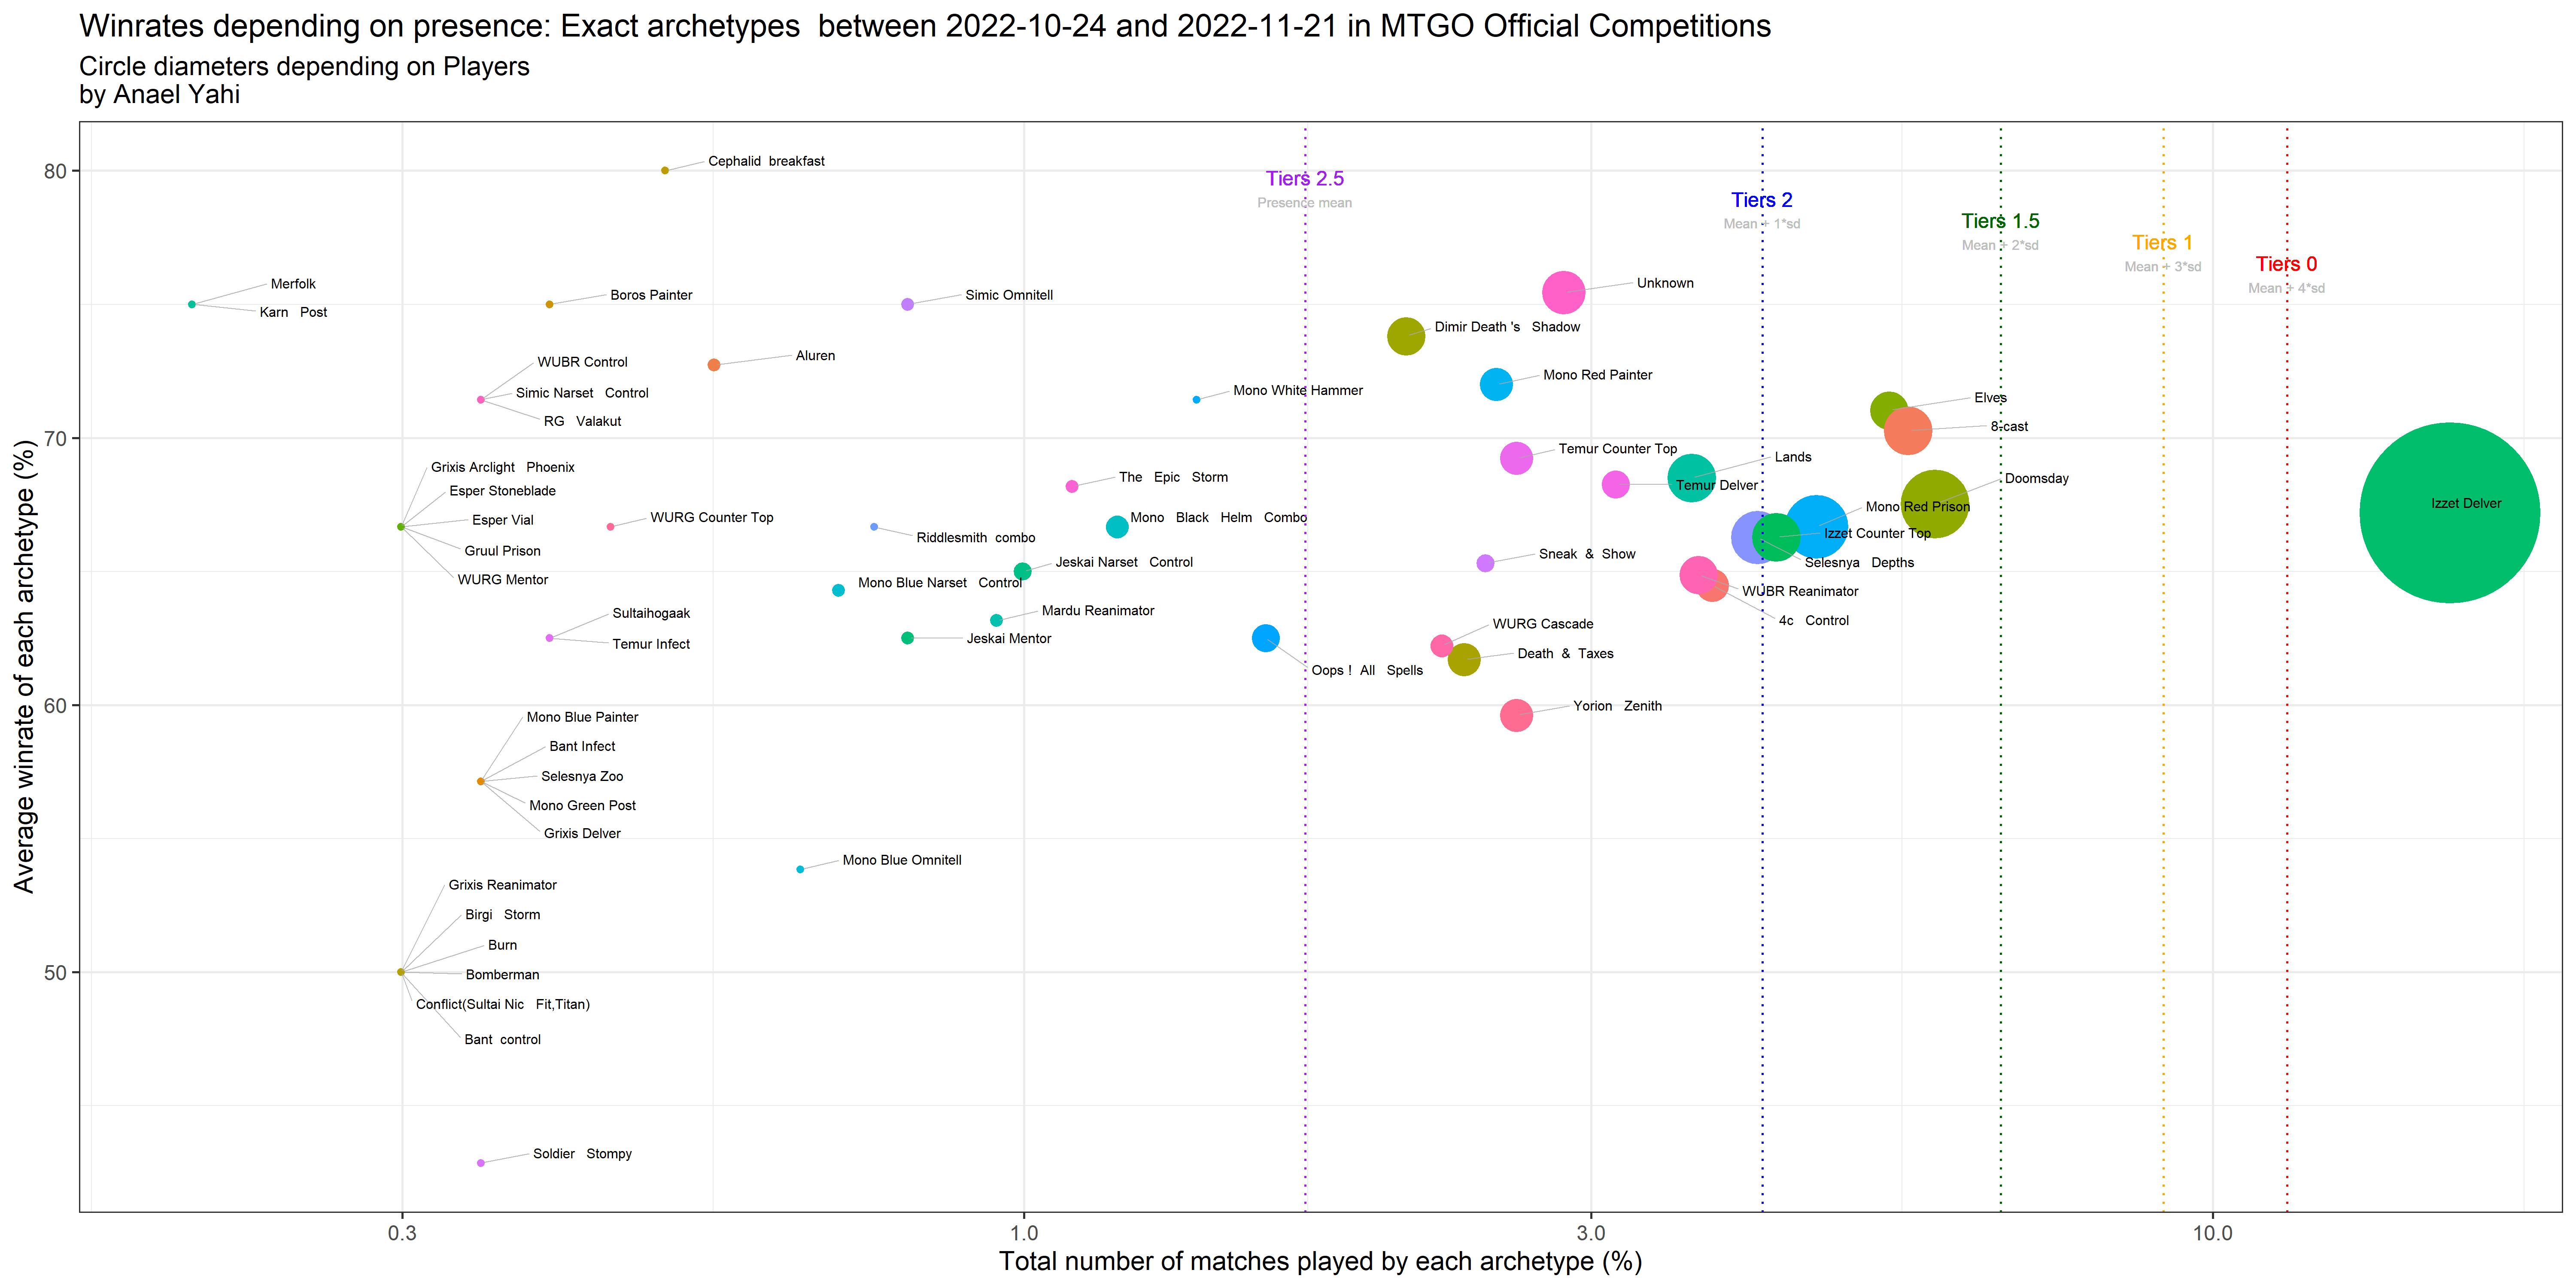 Winrates depending on presence: Exact archetypes  between 2022-10-24 and 2022-11-21 in MTGO Official Competitions
Circle diameters depending on Players
by Anael Yahi
Average winrate of each archetype (%)
80
70
60
50
Cephalid  breakfast
Tiers 2.5
Presence mean
Tiers 2
Mean + 1*sd
Tiers 1.5
Mean + 2*sd
Tiers 1
Mean + 3*sd
Tiers 0
Mean + 4*sd
Merfolk
Karn   Post
Boros Painter
Simic Omnitell
Unknown
Dimir Death 's   Shadow
WUBR Control
Aluren
Simic Narset   Control
RG   Valakut
Mono White Hammer
Mono Red Painter
Elves
8-cast
Temur Counter Top
Lands
Grixis Arclight   Phoenix
Esper Stoneblade
Esper Vial
Gruul Prison
WURG Mentor
WURG Counter Top
The   Epic   Storm
Temur Delver
Doomsday
Izzet Delver
Riddlesmith  combo
Mono   Black   Helm   Combo
Mono Red Prison
Izzet Counter Top
Selesnya   Depths
Jeskai Narset   Control
Sneak  &  Show
Mono Blue Narset   Control
WUBR Reanimator
4c   Control
Sultaihogaak
Temur Infect
Mardu Reanimator
Jeskai Mentor
WURG Cascade
Death  &  Taxes
Oops !  All   Spells
Yorion   Zenith
Mono Blue Painter
Bant Infect
Selesnya Zoo
Mono Green Post
Grixis Delver
Mono Blue Omnitell
Grixis Reanimator
Birgi   Storm
Burn
Bomberman
Conflict(Sultai Nic   Fit,Titan)
Bant  control
Soldier   Stompy
0.3
1.0
3.0
10.0
Total number of matches played by each archetype (%)